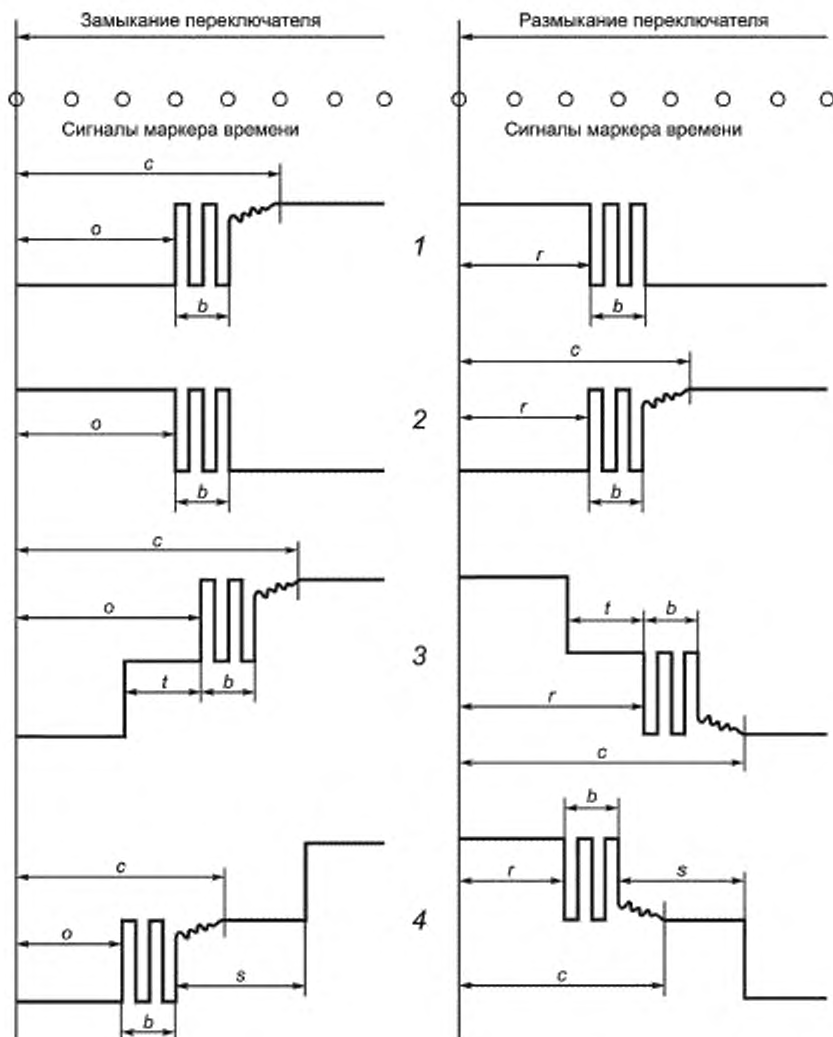 Замыкание переключателя
Размыкание переключателя
Сигналы маркера времени
Сигналы маркера времени
c
o
b
1
r
b
o
b
2
c
r
b
c
o
t
b
3
t
b
r
c
c
o
s
b
4
b
r
s
c